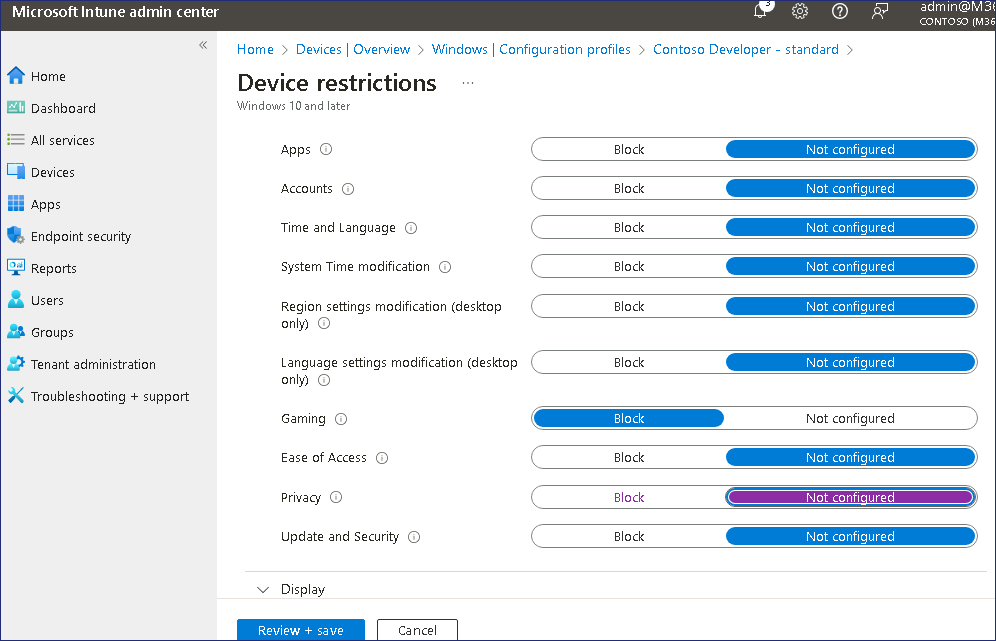 Microsoft Intune admin center
3
admin@M36
CONTOSO (M36
«
Home > Devices | Overview > Windows | Configuration profiles > Contoso Developer - standard >
Device restrictions ...
Windows 10 and later
Home
Dashboard
All services
Devices
Apps
Endpoint security
Reports
Users
Groups
Tenant administration
Troubleshooting + support
Apps Block Not configured
Accounts Block Not configured
Time and Language Block Not configured
System Time modification Block Not configured
Region settings modification (desktop
only) Block Not configured
Language settings modification (desktop
only) Block Not configured
Gaming Block Not configured
Ease of Access Block Not configured
Privacy Block Not configured
Update and Security Block Not configured
Display
Review + save Cancel